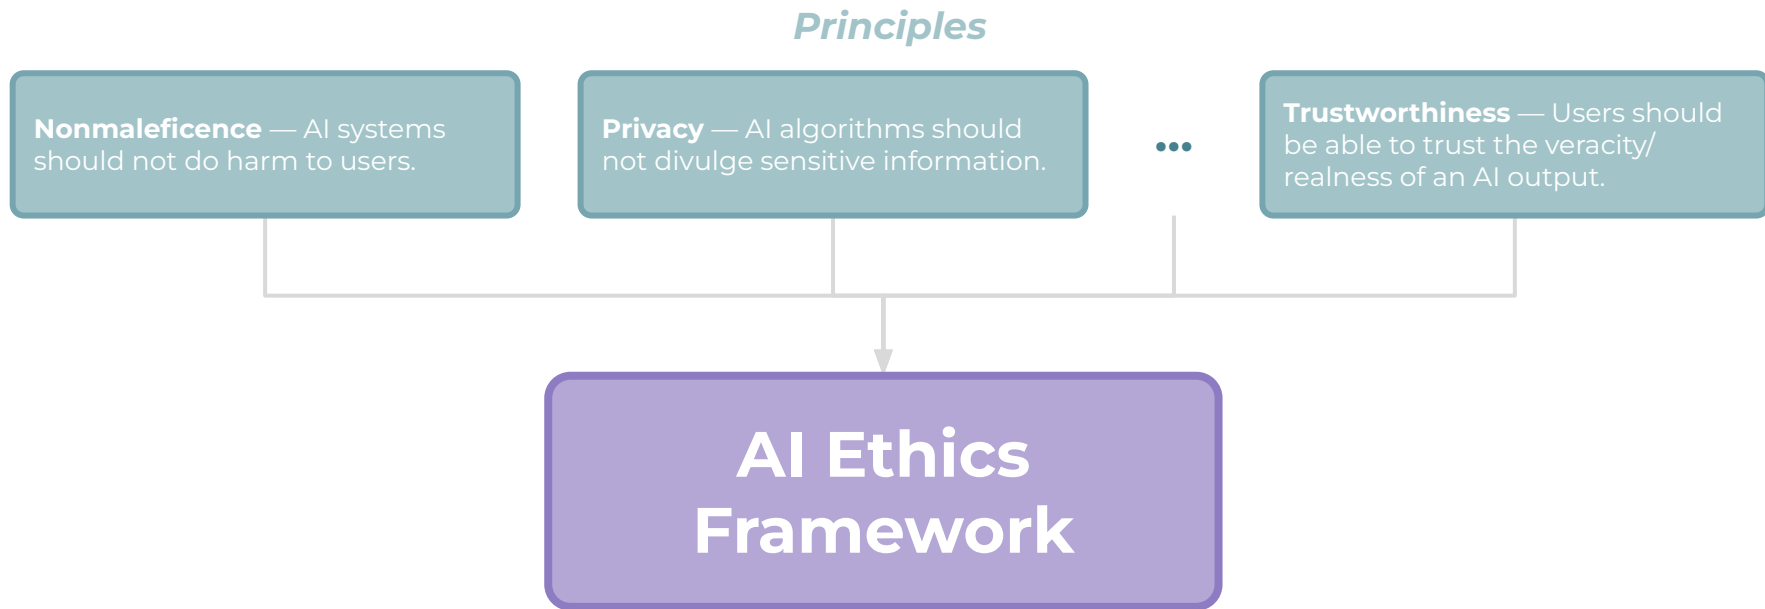 Principles
Nonmaleficence — AI systems
should not do harm to users.
Privacy — AI algorithms should
not divulge sensitive information.
•••
Trustworthiness — Users should
be able to trust the veracity/
realness of an AI output.
AI Ethics
Framework